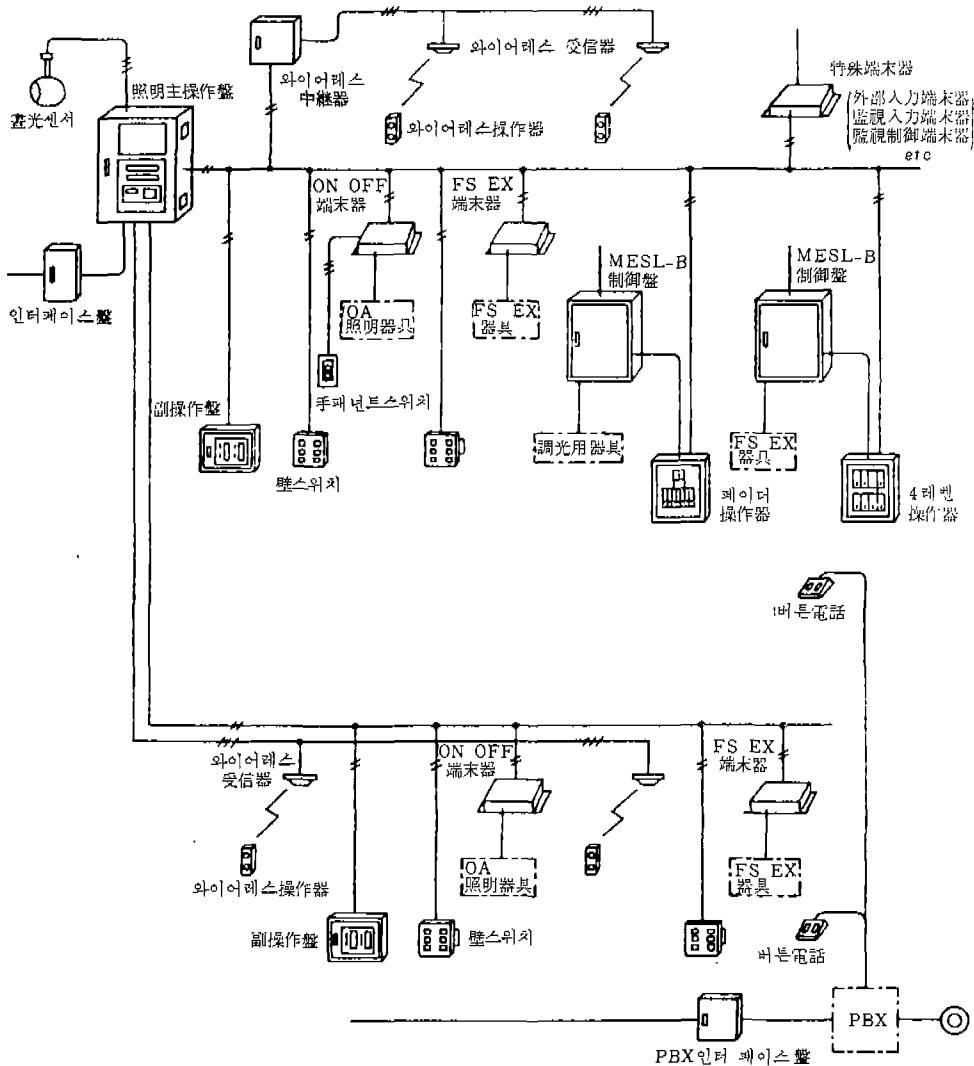 와이어레스 受信器
特殊端末器
照明主操作盤
와이어레스
中継器
外部入力端末器
監視入力端末器
監視制御端末器
etc
晝光센서
와이어레스操作器
ON OFF
端末器
FS EX
端末器
MESL-B
制御盤
MESL-B
制御盤
인터페이스盤
OA
照明器具
FS EX
器具
手패넌트스위치
副操作盤
調光用器具
FS EX
器具
壁스위치
페이더
操作器
4레벤
操作器
버튼電話
와이어레스
受信器
ON OFF
端末器
FS EX
端末器
와이어레스操作器
OA
照明器具
FS EX
器具
副操作盤
壁스위치
버튼電話
PBX
PBX인터 페이스盤